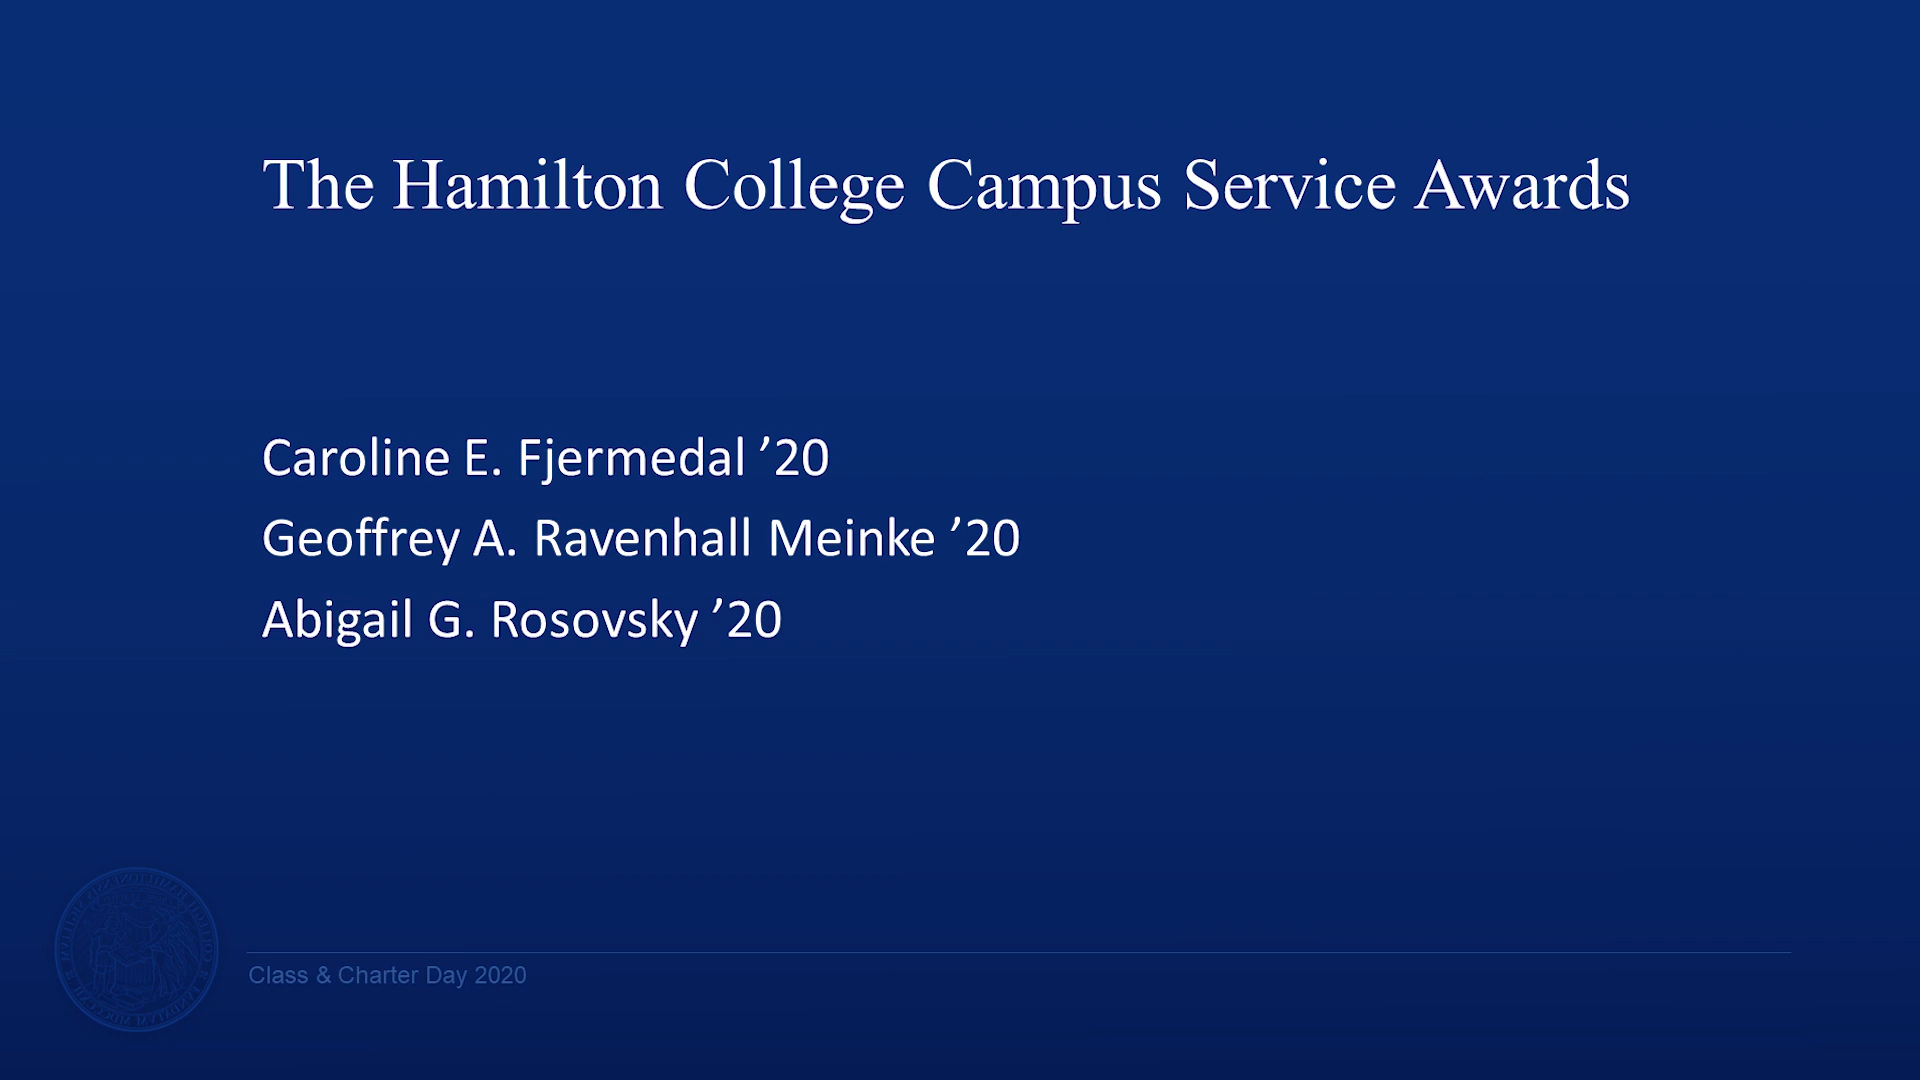 The Hamilton College Campus Service Awards
Caroline E. Fjermedal ’20
Geoffrey A. Ravenhall Meinke ’20
Abigail G. Rosovsky ’20
Class & Charter Day 2020